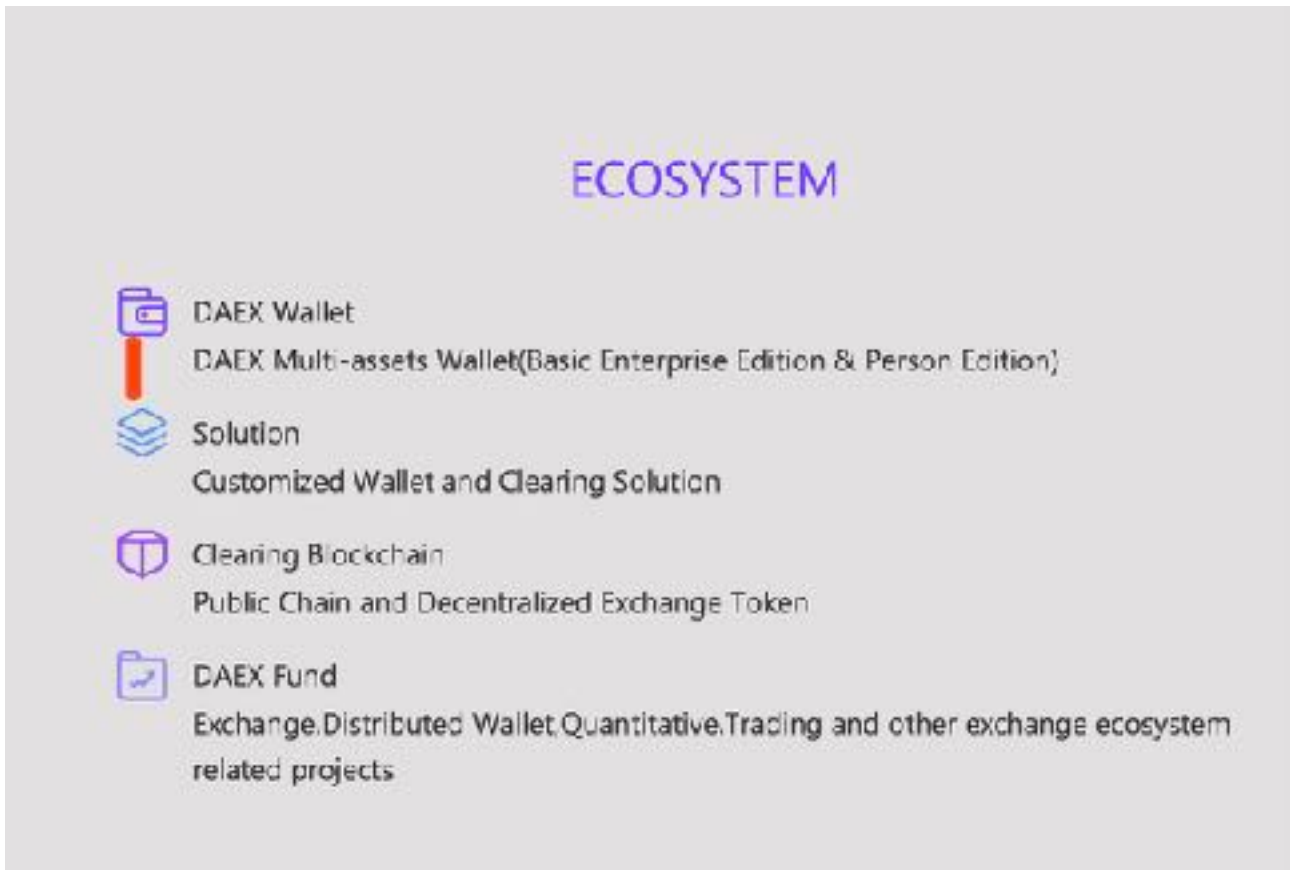 ECOSYSTEM
DAEX Wallet
DAEX Multi-assets Wallet(Basic Enterprise Edition & Person Edition)
Solution
Customized Wallet and Clearing Solution
Clearing Blockchain
Public Chain and Decentralized Exchange Token
DAEX Fund
Exchange.Distributed Wallet,Quantitative.Trading and other exchange ecosystem
related projects